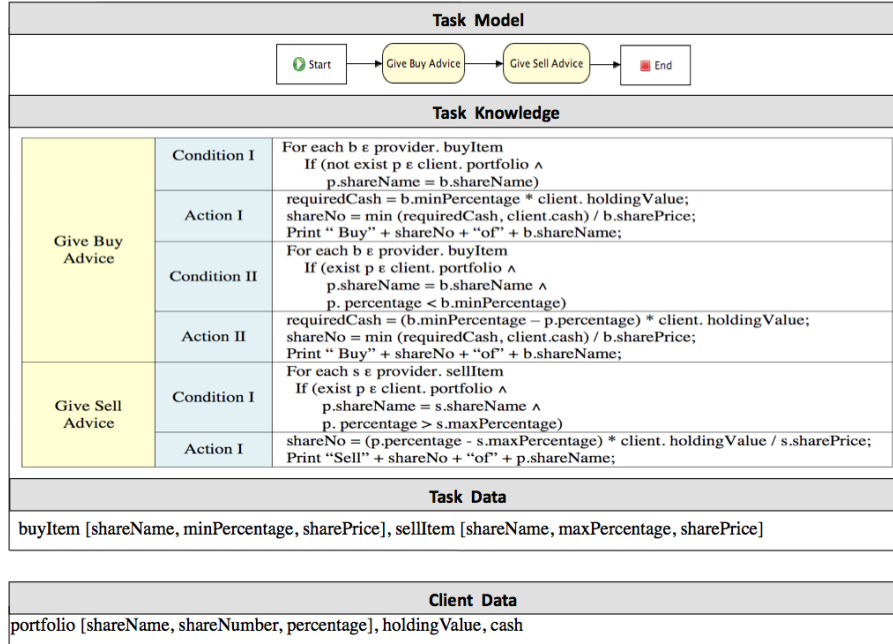 Task Model
Start
Give Buy Advice
Give Sell Advice
End
Task Knowledge
Give Buy
Advice
Condition I
For each b ε provider. buyItem
If (not exist p ε client. portfolio ∧
p.shareName = b.shareName)
Action I
requiredCash = b.minPercentage * client. holdingValue;
shareNo = min (requiredCash, client.cash) / b.sharePrice;
Print “ Buy” + shareNo + “of” + b.shareName;
Condition II
For each b ε provider. buyItem
If (exist p ε client. portfolio ∧
p.shareName = b.shareName ∧
p. percentage < b.minPercentage)
Action II
requiredCash = (b.minPercentage – p.percentage) * client. holdingValue;
shareNo = min (requiredCash, client.cash) / b.sharePrice;
Print “ Buy” + shareNo + “of” + b.shareName;
Give Sell
Advice
Condition I
For each s ε provider. sellItem
If (exist p ε client. portfolio ∧
p.shareName = s.shareName ∧
p. percentage > s.maxPercentage)
Action I
shareNo = (p.percentage - s.maxPercentage) * client. holdingValue / s.sharePrice;
Print “Sell” + shareNo + “of” + p.shareName;
Task Data
buyItem [shareName, minPercentage, sharePrice], sellItem [shareName, maxPercentage, sharePrice]
Client Data
portfolio [shareName, shareNumber, percentage], holdingValue, cash